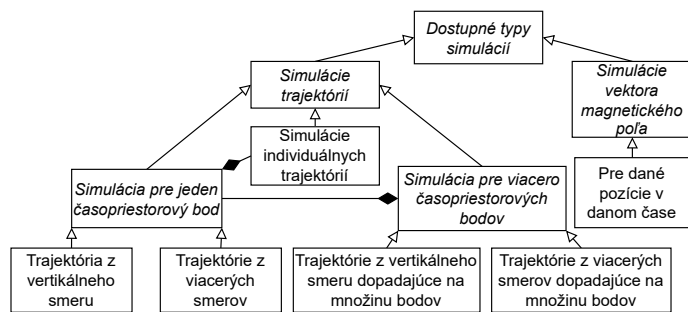 Dostupné typy
simulácií
Simulácie
trajektórií
Simulácie
vektora
magnetického
poľa
Simulácie
individuálnych
trajektórií
Simulácia pre jeden
časopriestorový bod
Simulácia pre viacero
časopriestorových
bodov
Pre dané
pozície v
danom čase
Trajektória z
vertikálneho
smeru
Trajektórie z
viacerých
smerov
Trajektórie z vertikálneho
smeru dopadajúce na
množinu bodov
Trajektórie z viacerých
smerov dopadajúce na
množinu bodov